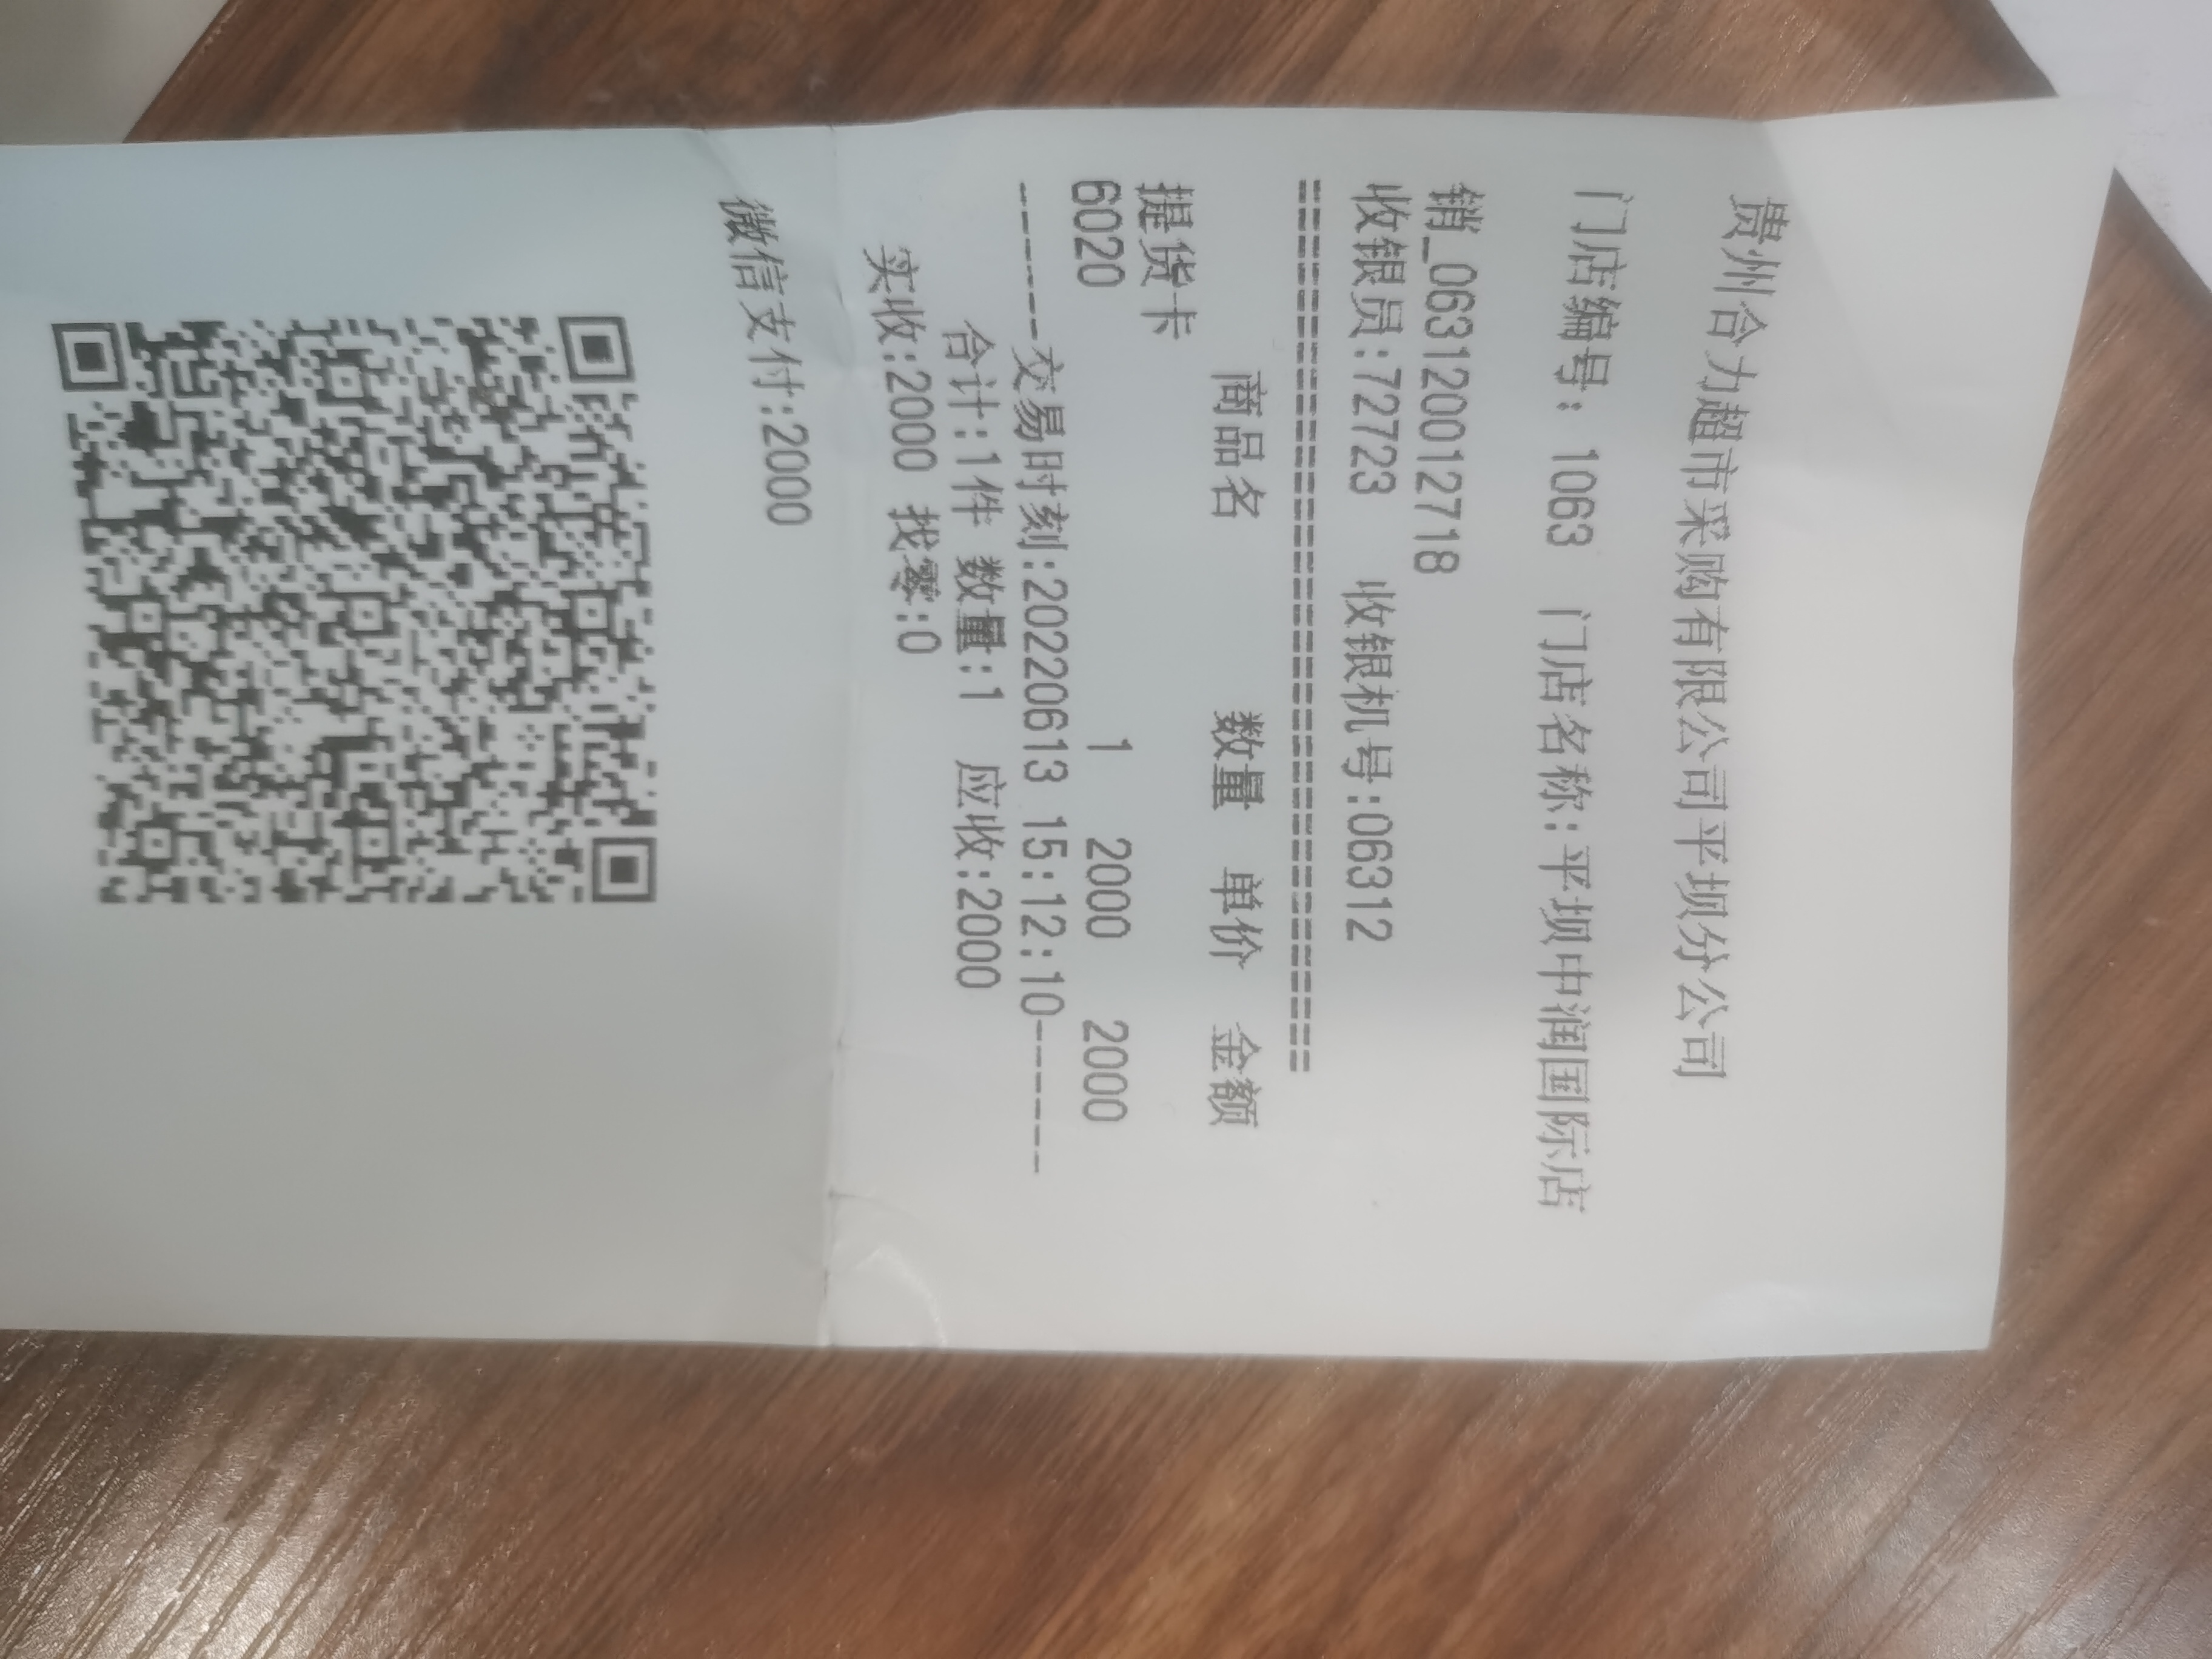 贵州合力超市采购有限公司平坝分公司
门店编号: 1063 门店名称: 平坝中润国际店
销_063120012718
收银员:72723 收银机号:06312
==========================================
商品名 数量 单价 金额
提货卡
6020 1 2000 2000
------交易时刻:20220613 15:12:10------
合计:1件 数量:1 应收:2000
实收:2000 找零:0
微信支付:2000